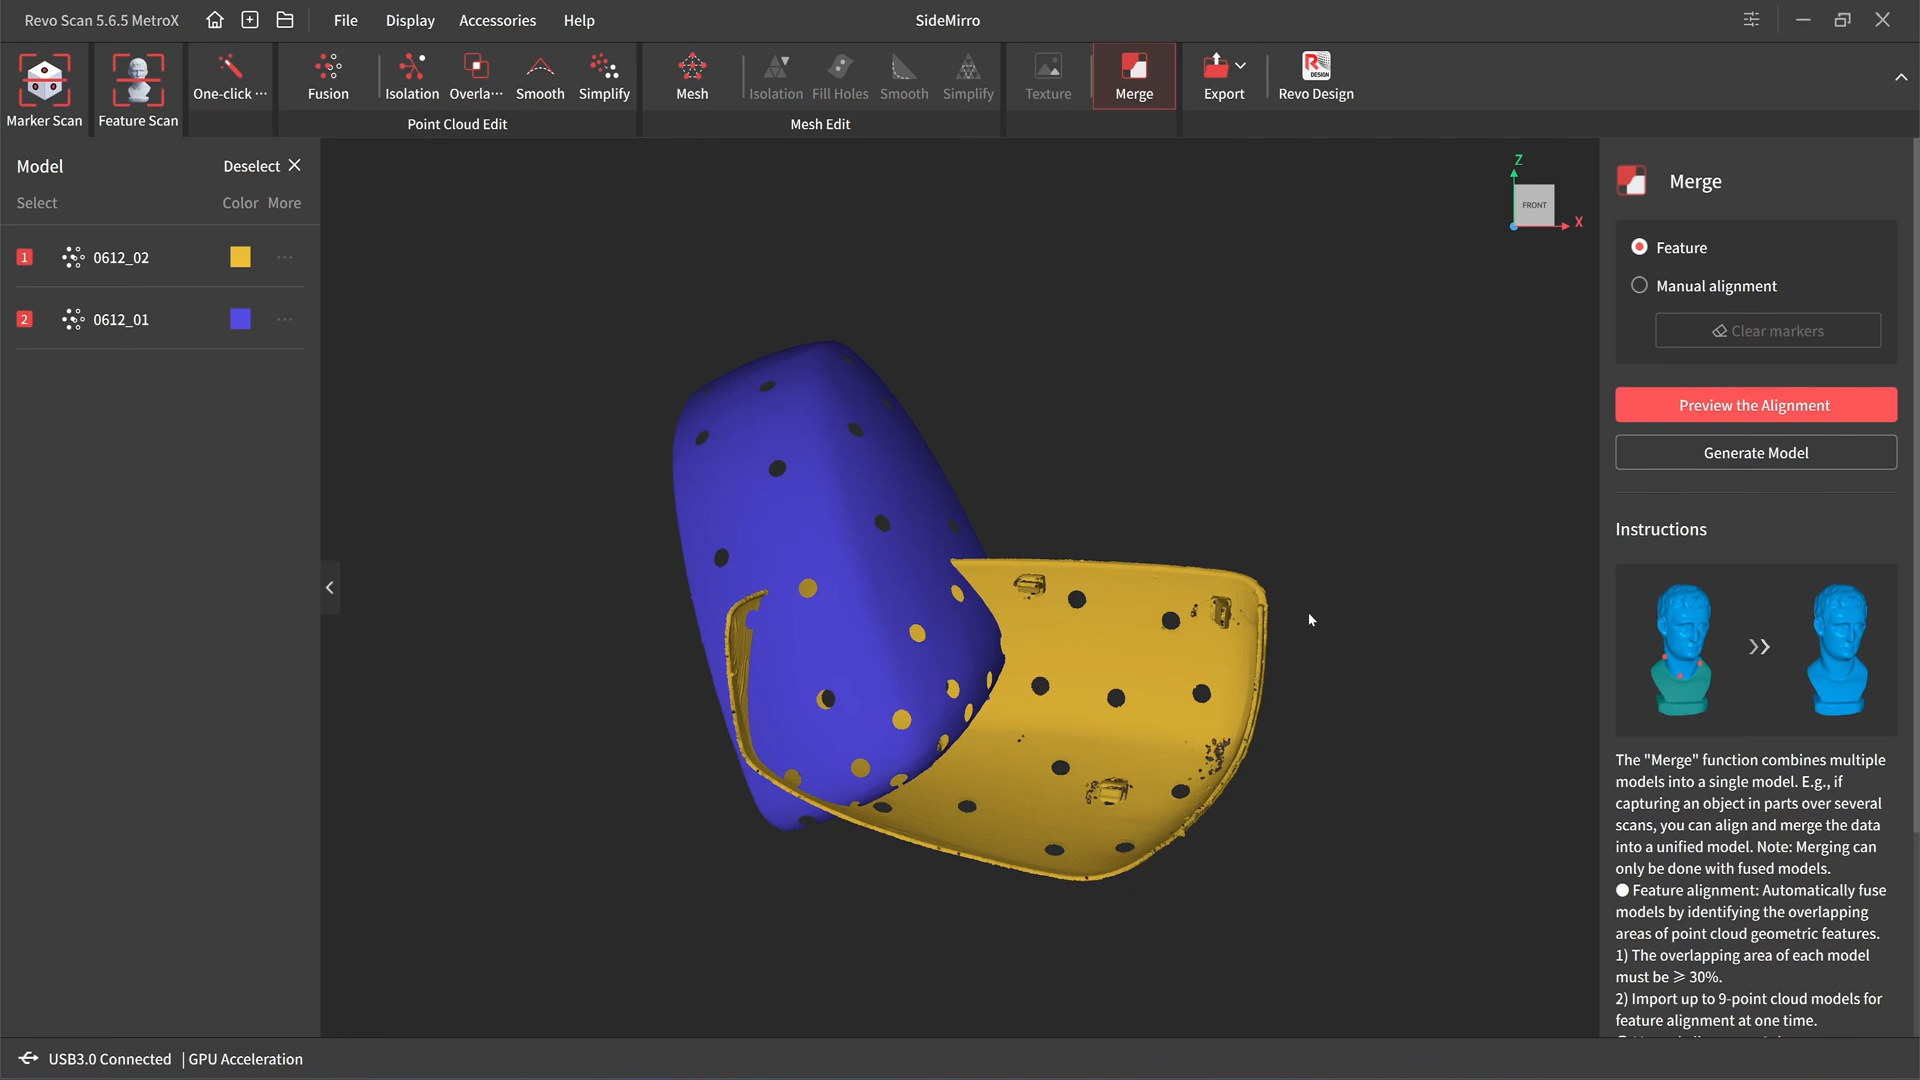 Revo Scan 5.6.5 MetroX
File
Display
Accessories
Help
SideMirro
Marker Scan
Feature Scan
One-click ···
Fusion
Isolation
Overla···
Smooth
Simplify
Point Cloud Edit
Mesh
Isolation
Fill Holes
Smooth
Simplify
Mesh Edit
Texture
Merge
Export
REVO DESIGN
Revo Design
Model
Deselect
Select
Color
More
1
0612_02
2
0612_01
Z
FRONT
X
Merge
Feature
Manual alignment
Clear markers
Preview the Alignment
Generate Model
Instructions
The "Merge" function combines multiple
models into a single model. E.g., if
capturing an object in parts over several
scans, you can align and merge the data
into a unified model. Note: Merging can
only be done with fused models.
● Feature alignment: Automatically fuse
models by identifying the overlapping
areas of point cloud geometric features.
1) The overlapping area of each model
must be ⩾ 30%.
2) Import up to 9-point cloud models for
feature alignment at one time.
USB3.0 Connected | GPU Acceleration